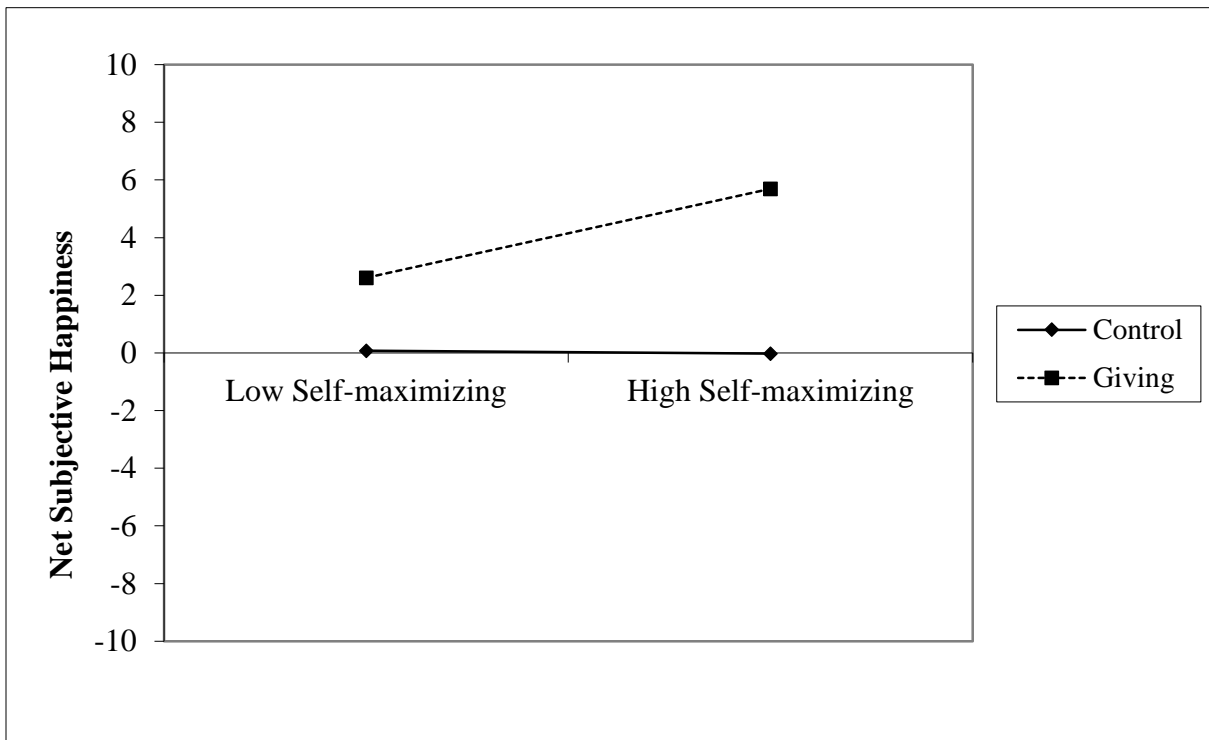 Net Subjective Happiness
10
8
6
4
2
0
-2
-4
-6
-8
-10
Low Self-maximizing
High Self-maximizing
Control
Giving